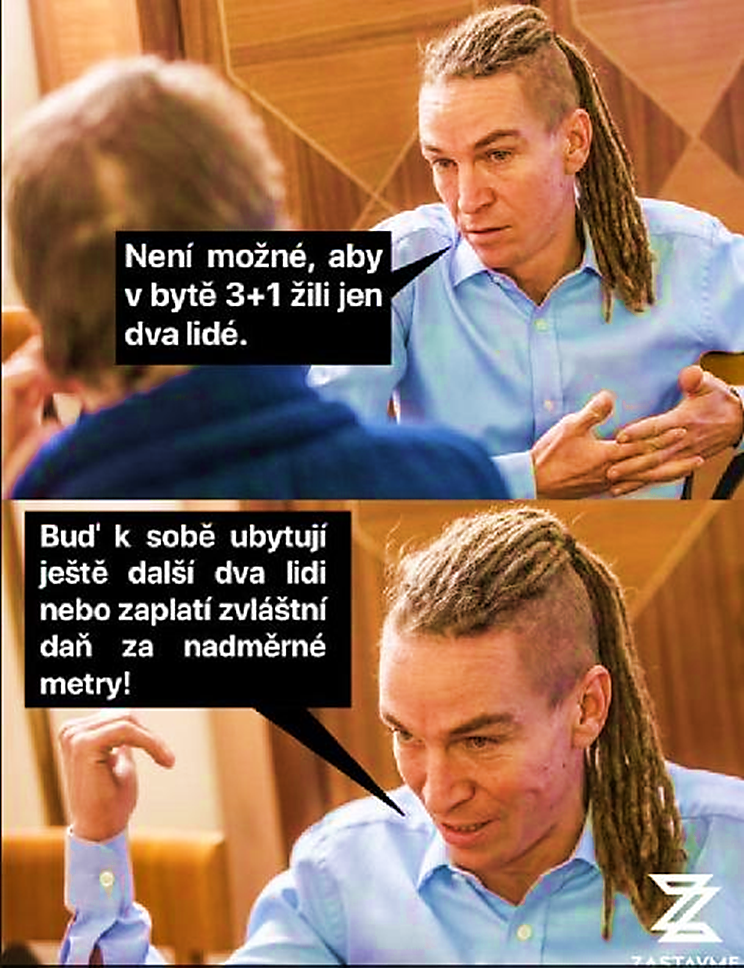 Není možné, aby
v bytě 3+1 žili jen
dva lidé.
Buď k sobě ubytují
ještě další dva lidi
nebo zaplatí zvláštní
daň za nadměrné
metry!
ZASTAVME